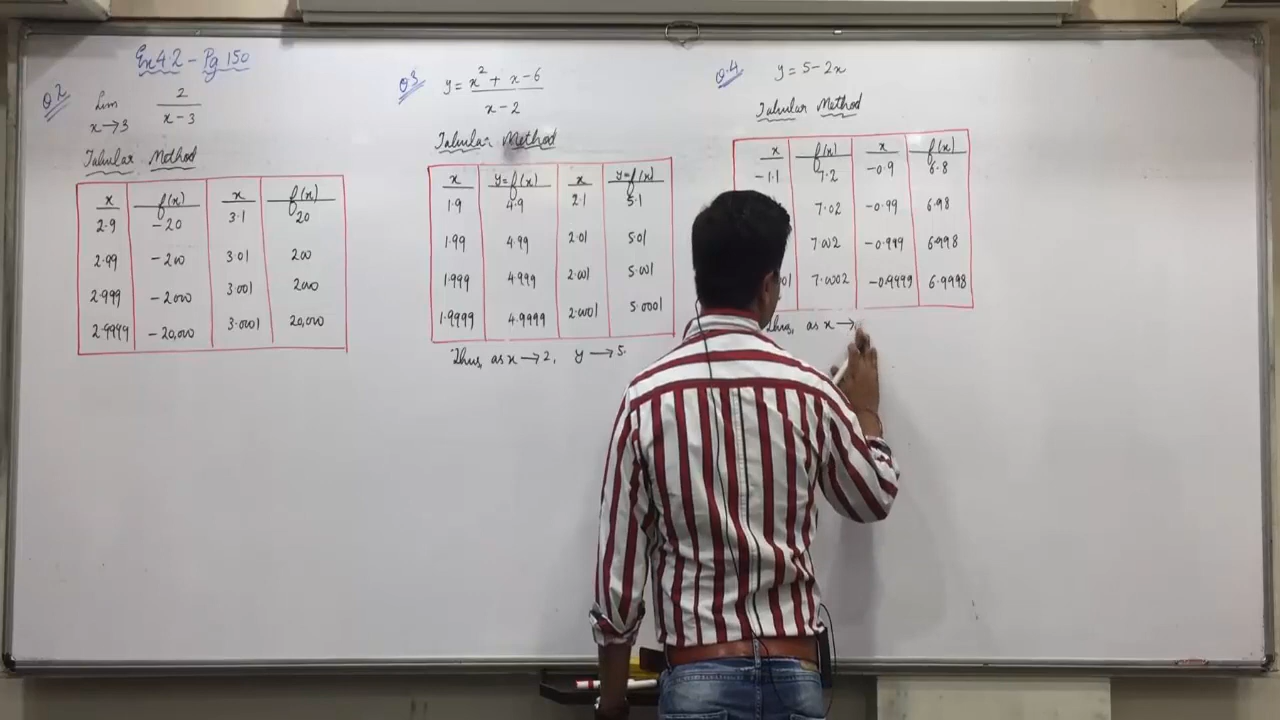 Ex 4.2 - Pg 150
Q2
Lim x→3 2/(x-3)
Tabular Method
x f(x) x f(x)
2.9 -20 3.1 20
2.99 -200 3.01 200
2.999 -2000 3.001 2000
2.9999 -20,000 3.0001 20,000
Q3
y = (x² + x - 6)/(x - 2)
Tabular Method
x y=f(x) x y=f(x)
1.9 4.9 2.1 5.1
1.99 4.99 2.01 5.01
1.999 4.999 2.001 5.001
1.9999 4.9999 2.0001 5.0001
Thus, as x → 2, y → 5.
Q.4
y = 5 - 2x
Tabular Method
x f(x) x f(x)
-1.1 7.2 -0.9 6.8
7.02 -0.99 6.98
7.002 -0.999 6.998
7.0002 -0.9999 6.9998
Thus, as x →